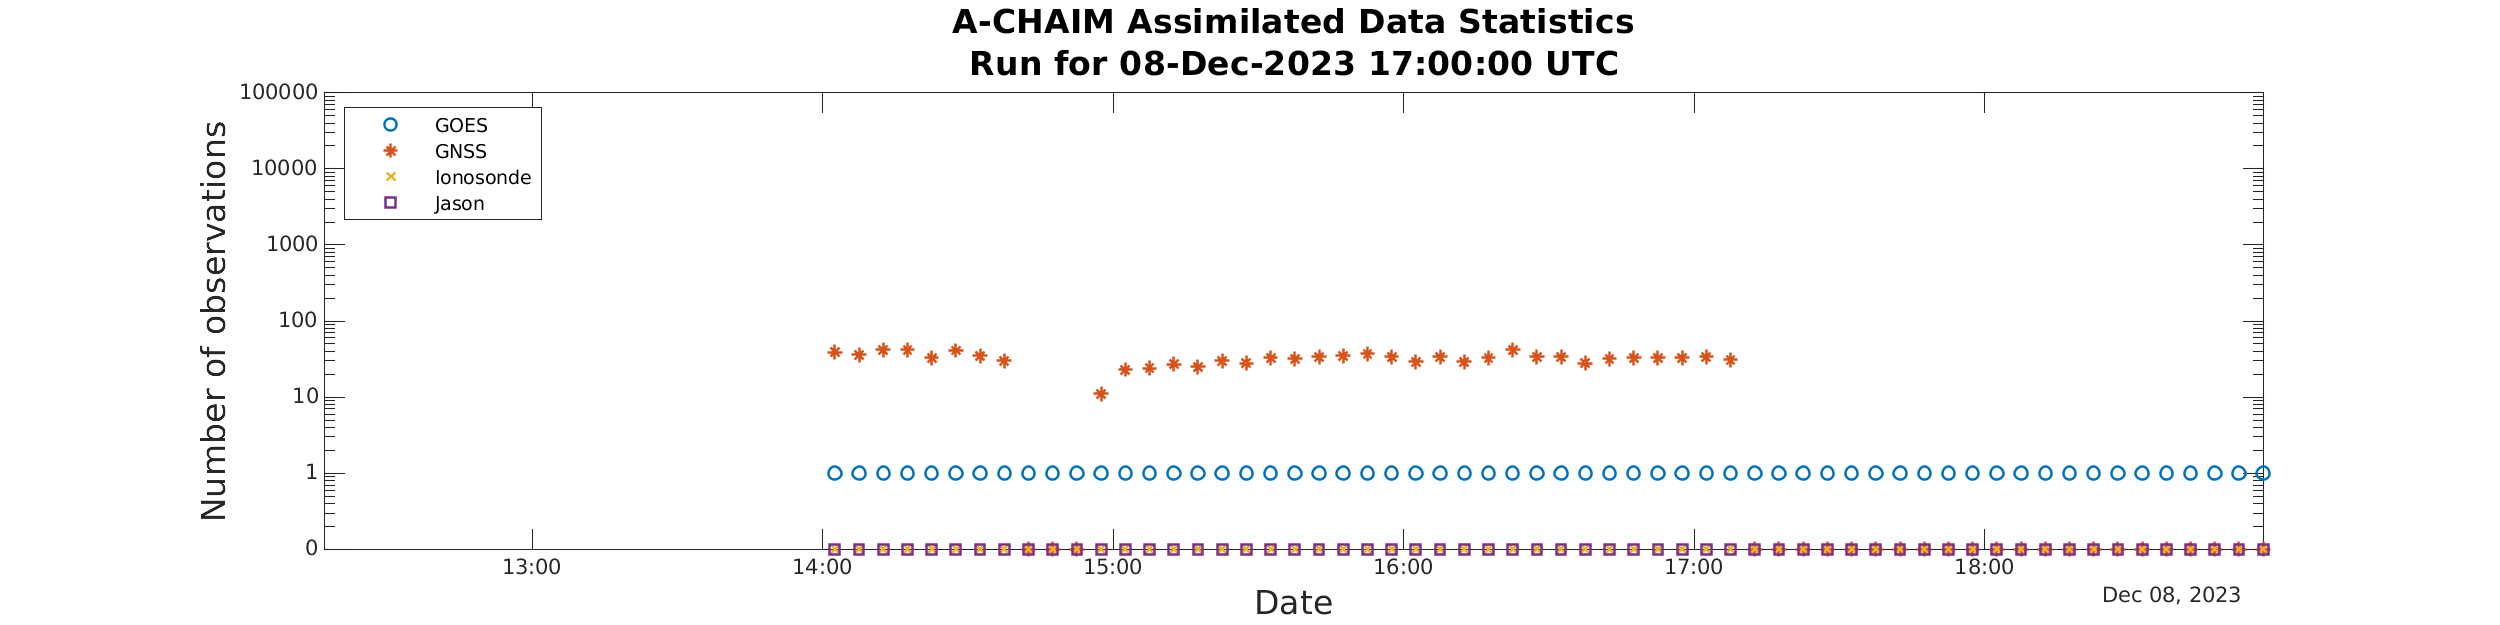 A-CHAIM Assimilated Data Statistics
Run for 08-Dec-2023 17:00:00 UTC
100000
10000
1000
100
10
1
0
Number of observations
GOES
GNSS
Ionosonde
Jason
13:00 14:00 15:00 16:00 17:00 18:00
Date
Dec 08, 2023